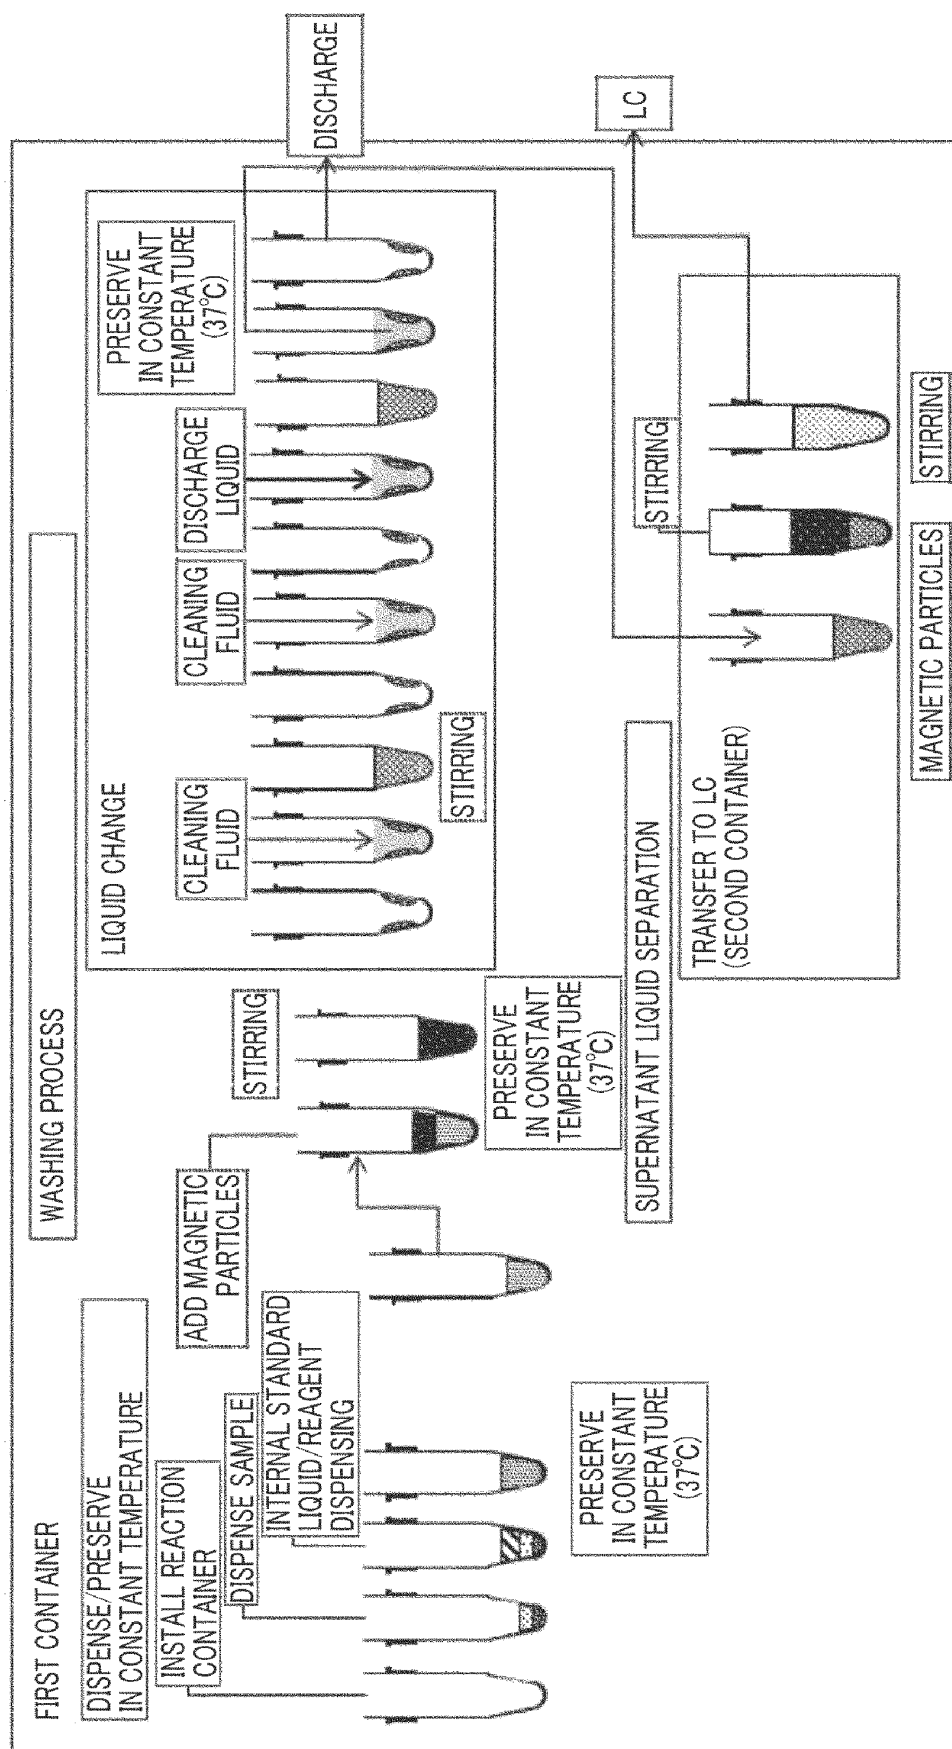 FIRST CONTAINER
DISPENSE/PRESERVE
IN CONSTANT TEMPERATURE
INSTALL REACTION
CONTAINER
DISPENSE SAMPLE
INTERNAL STANDARD
LIQUID/REAGENT
DISPENSING
PRESERVE
IN CONSTANT
TEMPERATURE
(37°C)
WASHING PROCESS
ADD MAGNETIC
PARTICLES
STIRRING
PRESERVE
IN CONSTANT
TEMPERATURE
(37°C)
LIQUID CHANGE
CLEANING
FLUID
STIRRING
CLEANING
FLUID
DISCHARGE
LIQUID
PRESERVE
IN CONSTANT
TEMPERATURE
(37°C)
DISCHARGE
SUPERNATANT LIQUID SEPARATION
TRANSFER TO LC
(SECOND CONTAINER)
STIRRING
MAGNETIC PARTICLES
STIRRING
LC